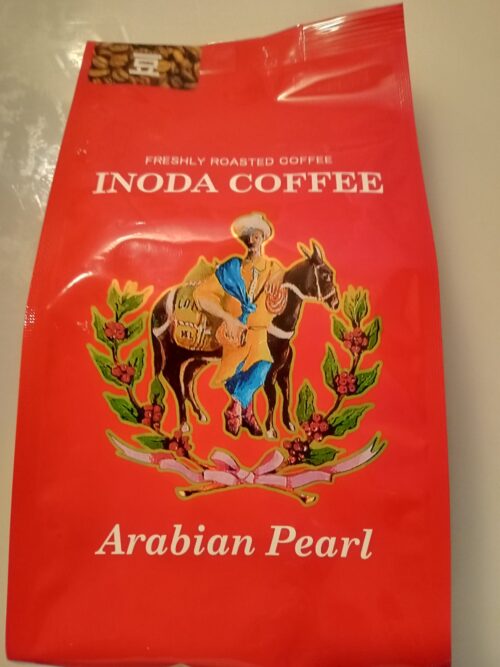 FRESHLY ROASTED COFFEE
INODA COFFEE
Arabian Pearl